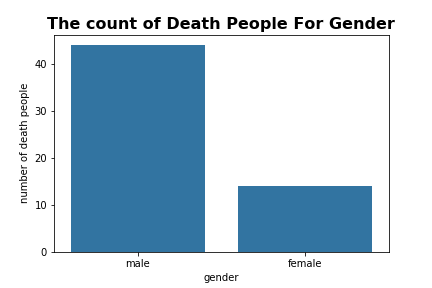 The count of Death People For Gender
number of death people
40
30
20
10
0
male female
gender